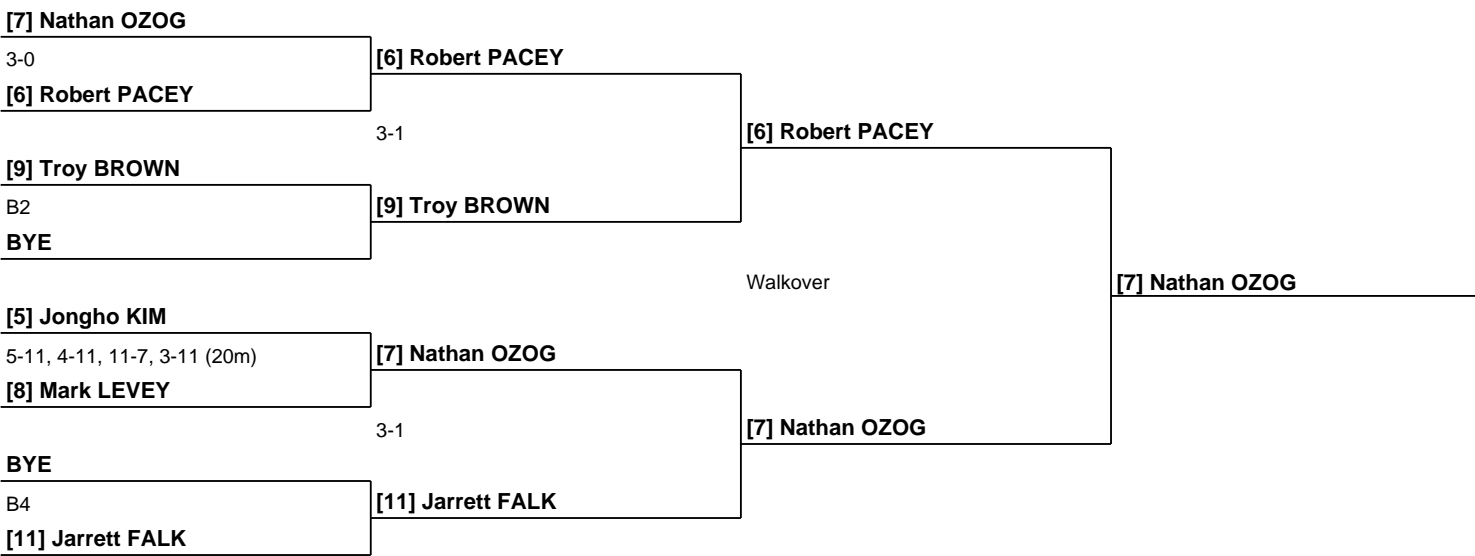 [7] Nathan OZOG
3-0
[6] Robert PACEY
[6] Robert PACEY
3-1
[6] Robert PACEY
[9] Troy BROWN
B2
[9] Troy BROWN
BYE
Walkover
[7] Nathan OZOG
[5] Jongho KIM
5-11, 4-11, 11-7, 3-11 (20m)
[7] Nathan OZOG
[8] Mark LEVEY
3-1
[7] Nathan OZOG
BYE
B4
[11] Jarrett FALK
[11] Jarrett FALK